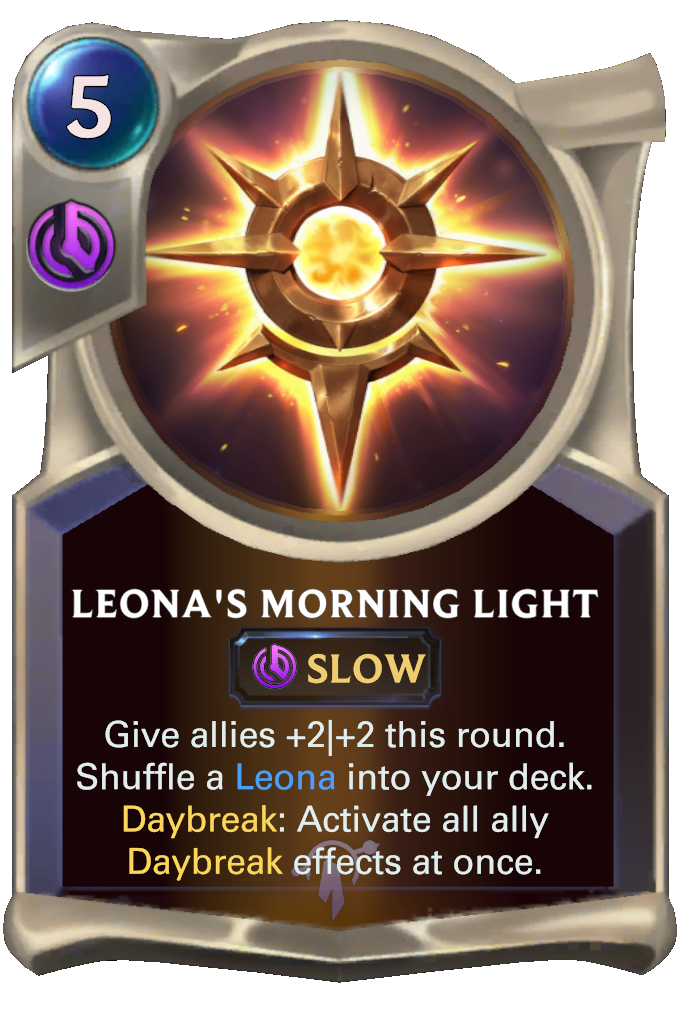 5
LEONA'S MORNING LIGHT
SLOW
Give allies +2|+2 this round.
Shuffle a Leona into your deck.
Daybreak: Activate all ally
Daybreak effects at once.